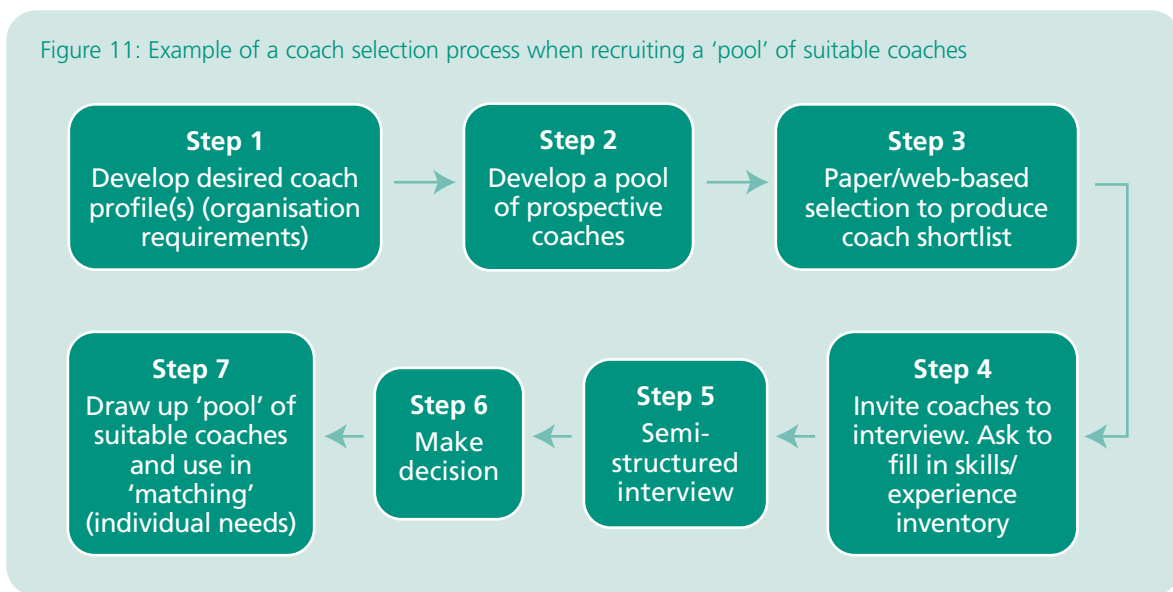 Figure 11: Example of a coach selection process when recruiting a ‘pool’ of suitable coaches
Step 1
Develop desired coach
profile(s) (organisation
requirements)
Step 2
Develop a pool
of prospective
coaches
Step 3
Paper/web-based
selection to produce
coach shortlist
Step 4
Invite coaches to
interview. Ask to
fill in skills/
experience
inventory
Step 5
Semi-
structured
interview
Step 6
Make
decision
Step 7
Draw up ‘pool’ of
suitable coaches
and use in
‘matching’
(individual needs)